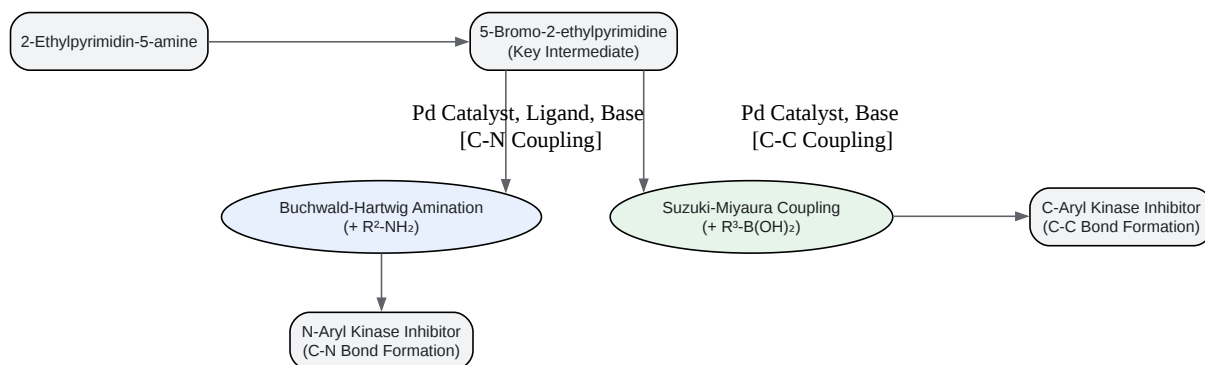 2-Ethylpyrimidin-5-amine
5-Bromo-2-ethylpyrimidine
(Key Intermediate)
Pd Catalyst, Ligand, Base
[C-N Coupling]
Pd Catalyst, Base
[C-C Coupling]
Buchwald-Hartwig Amination
(+ R²-NH₂)
Suzuki-Miyaura Coupling
(+ R³-B(OH)₂)
C-Aryl Kinase Inhibitor
(C-C Bond Formation)
N-Aryl Kinase Inhibitor
(C-N Bond Formation)